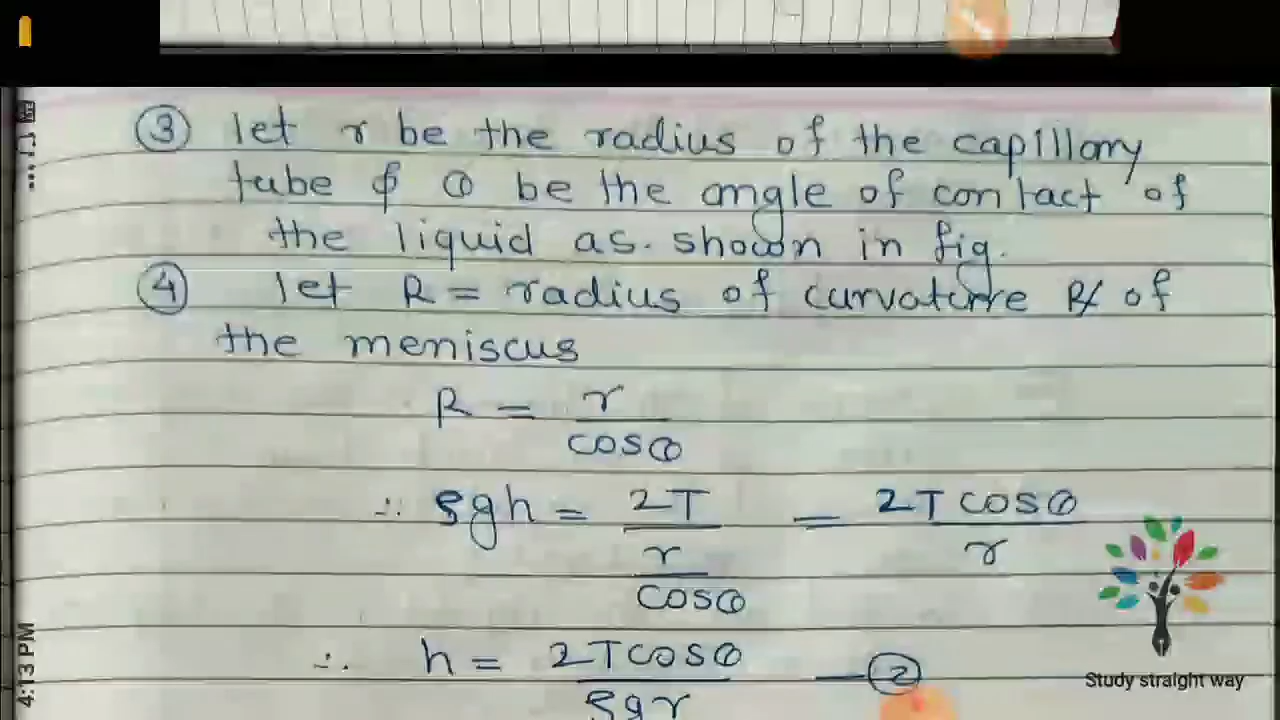 ③ let r be the radius of the capillary
tube & θ be the angle of contact of
the liquid as. shown in fig.
④ let R = radius of curvature R of
the meniscus
R = r / cosθ
∴ ρgh = 2T / (r / cosθ) = 2T cosθ / r
∴ h = 2T cosθ / ρgr — ②
Study straight way
4:13 PM